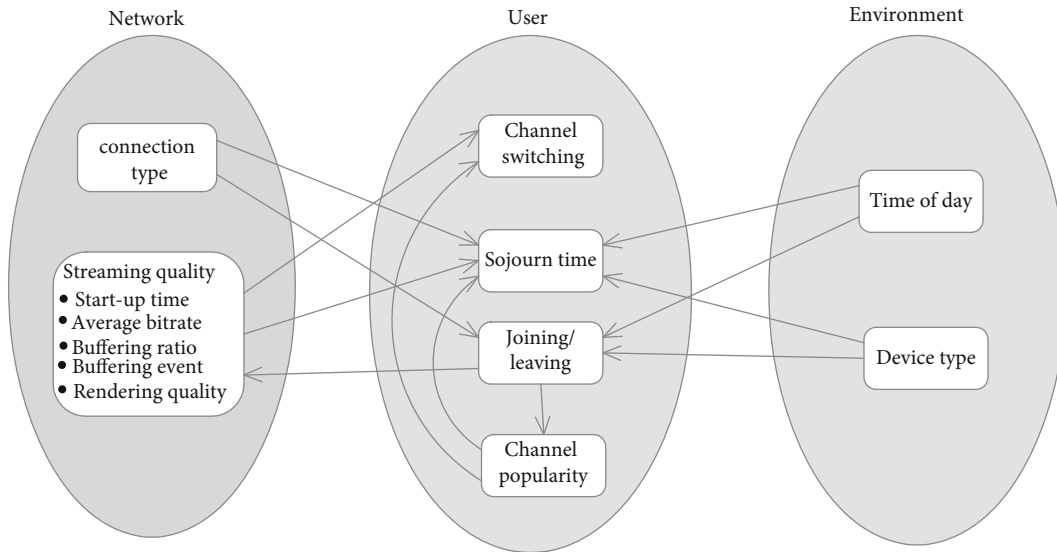 Network
connection
type
Streaming quality
• Start-up time
• Average bitrate
• Buffering ratio
• Buffering event
• Rendering quality
User
Channel
switching
Sojourn time
Joining/
leaving
Channel
popularity
Environment
Time of day
Device type